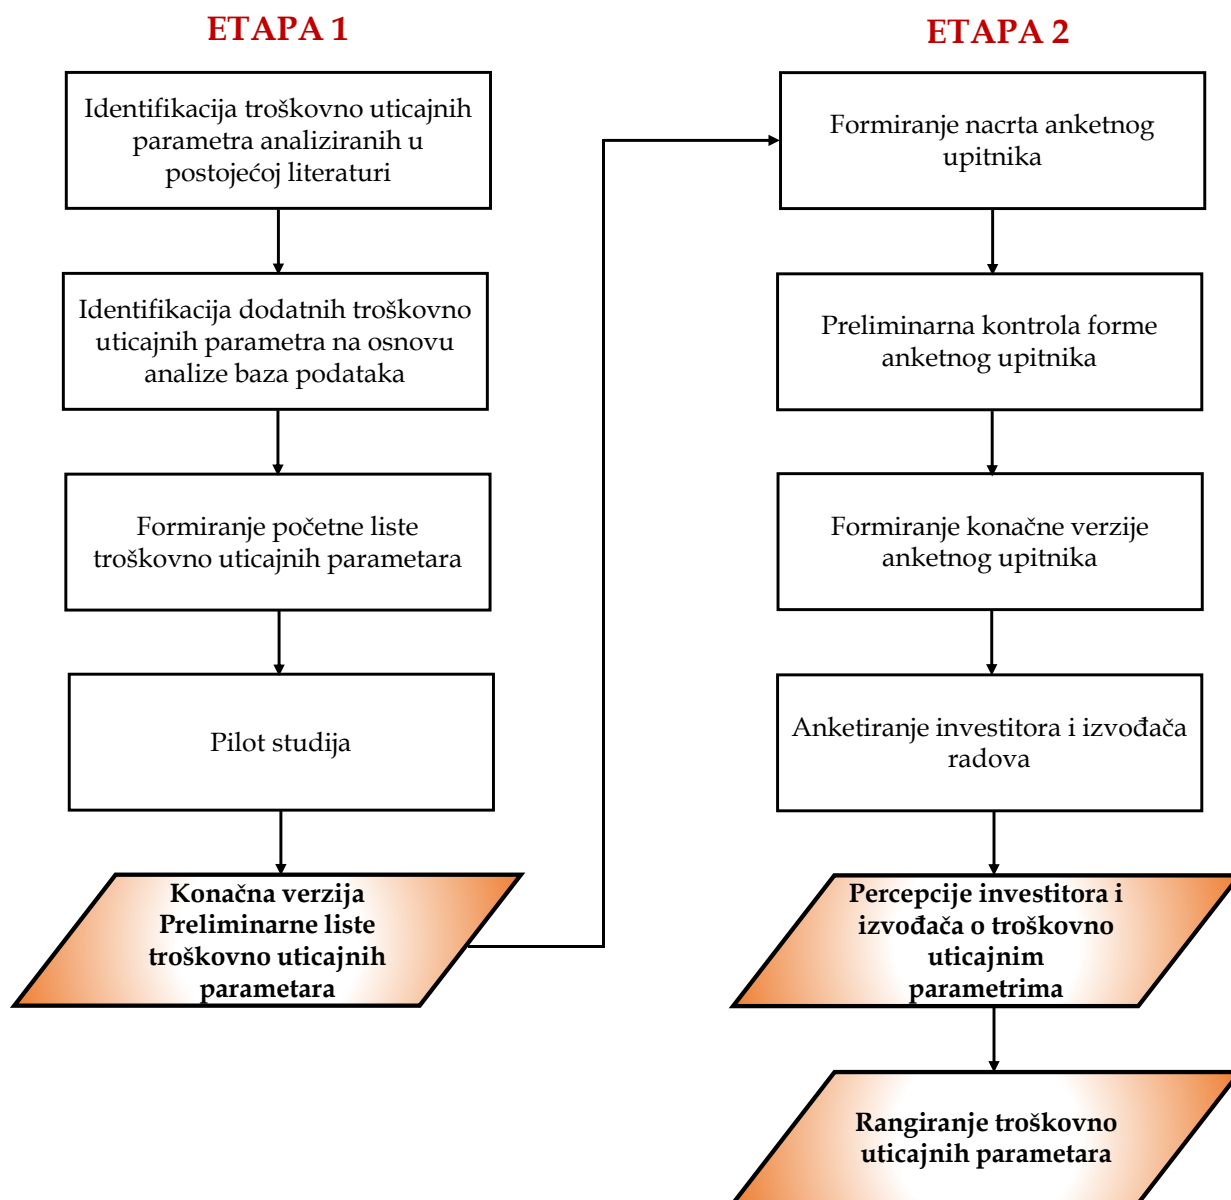 ETAPA 1
Identifikacija troškovno uticajnih
parametra analiziranih u
postojećoj literaturi
Identifikacija dodatnih troškovno
uticajnih parametra na osnovu
analize baza podataka
Formiranje početne liste
troškovno uticajnih parametara
Pilot studija
Konačna verzija
Preliminarne liste
troškovno uticajnih
parametara
ETAPA 2
Formiranje nacrta anketnog
upitnika
Preliminarna kontrola forme
anketnog upitnika
Formiranje konačne verzije
anketnog upitnika
Anketiranje investitora i izvođača
radova
Percepcije investitora i
izvođača o troškovno
uticajnim
parametrima
Rangiranje troškovno
uticajnih parametara